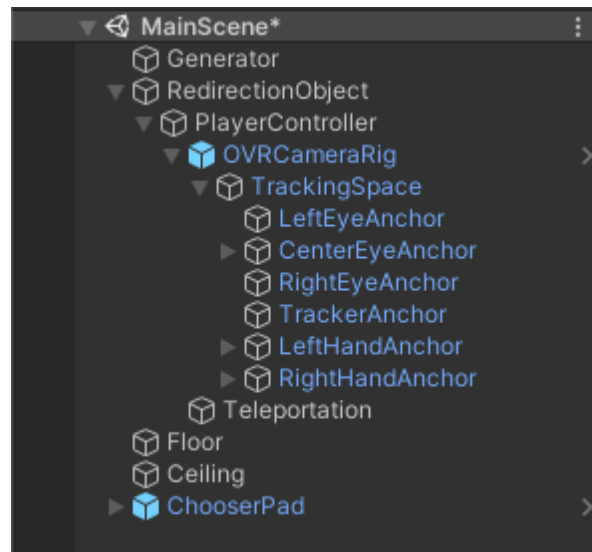 MainScene*
Generator
RedirectionObject
PlayerController
OVRCameraRig
TrackingSpace
LeftEyeAnchor
CenterEyeAnchor
RightEyeAnchor
TrackerAnchor
LeftHandAnchor
RightHandAnchor
Teleportation
Floor
Ceiling
ChooserPad